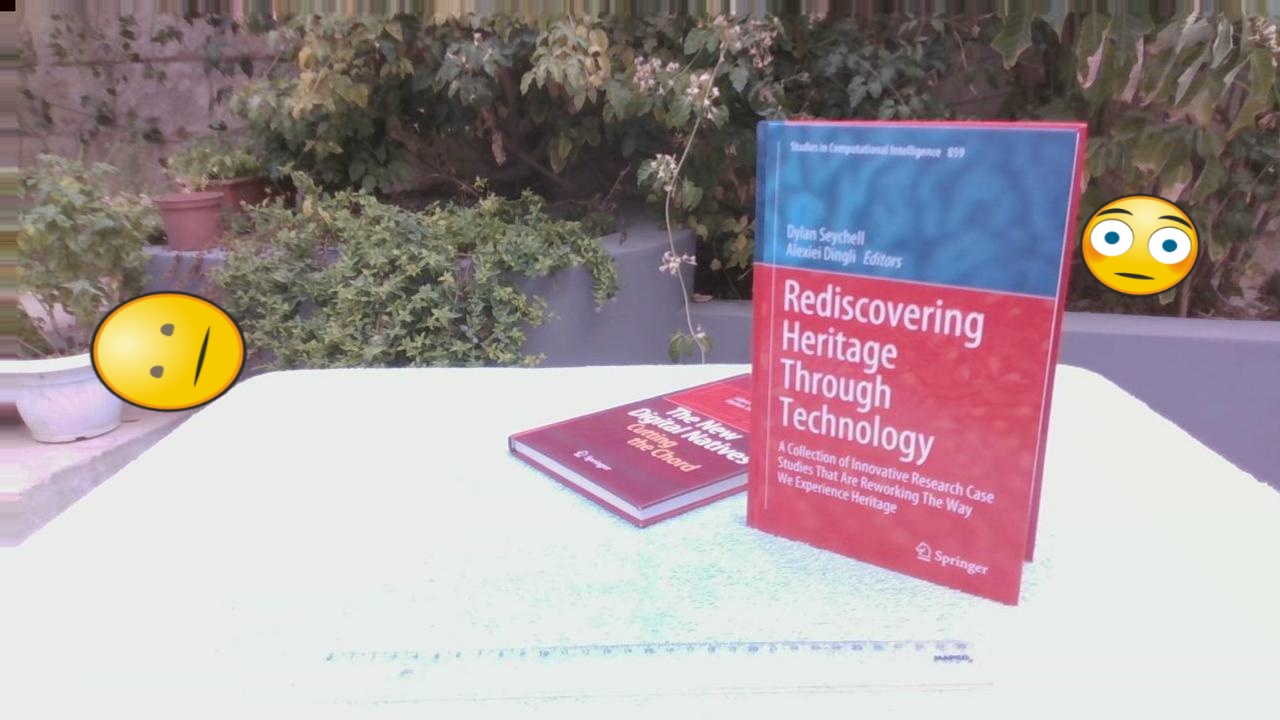 Studies in Computational Intelligence 859
Dylan Seychell
Alexiei Dingli Editors
Rediscovering
Heritage
Through
Technology
A Collection of Innovative Research Case
Studies That Are Reworking The Way
We Experience Heritage
Springer
The New
Digital Natives
Cutting
the Chord
Springer